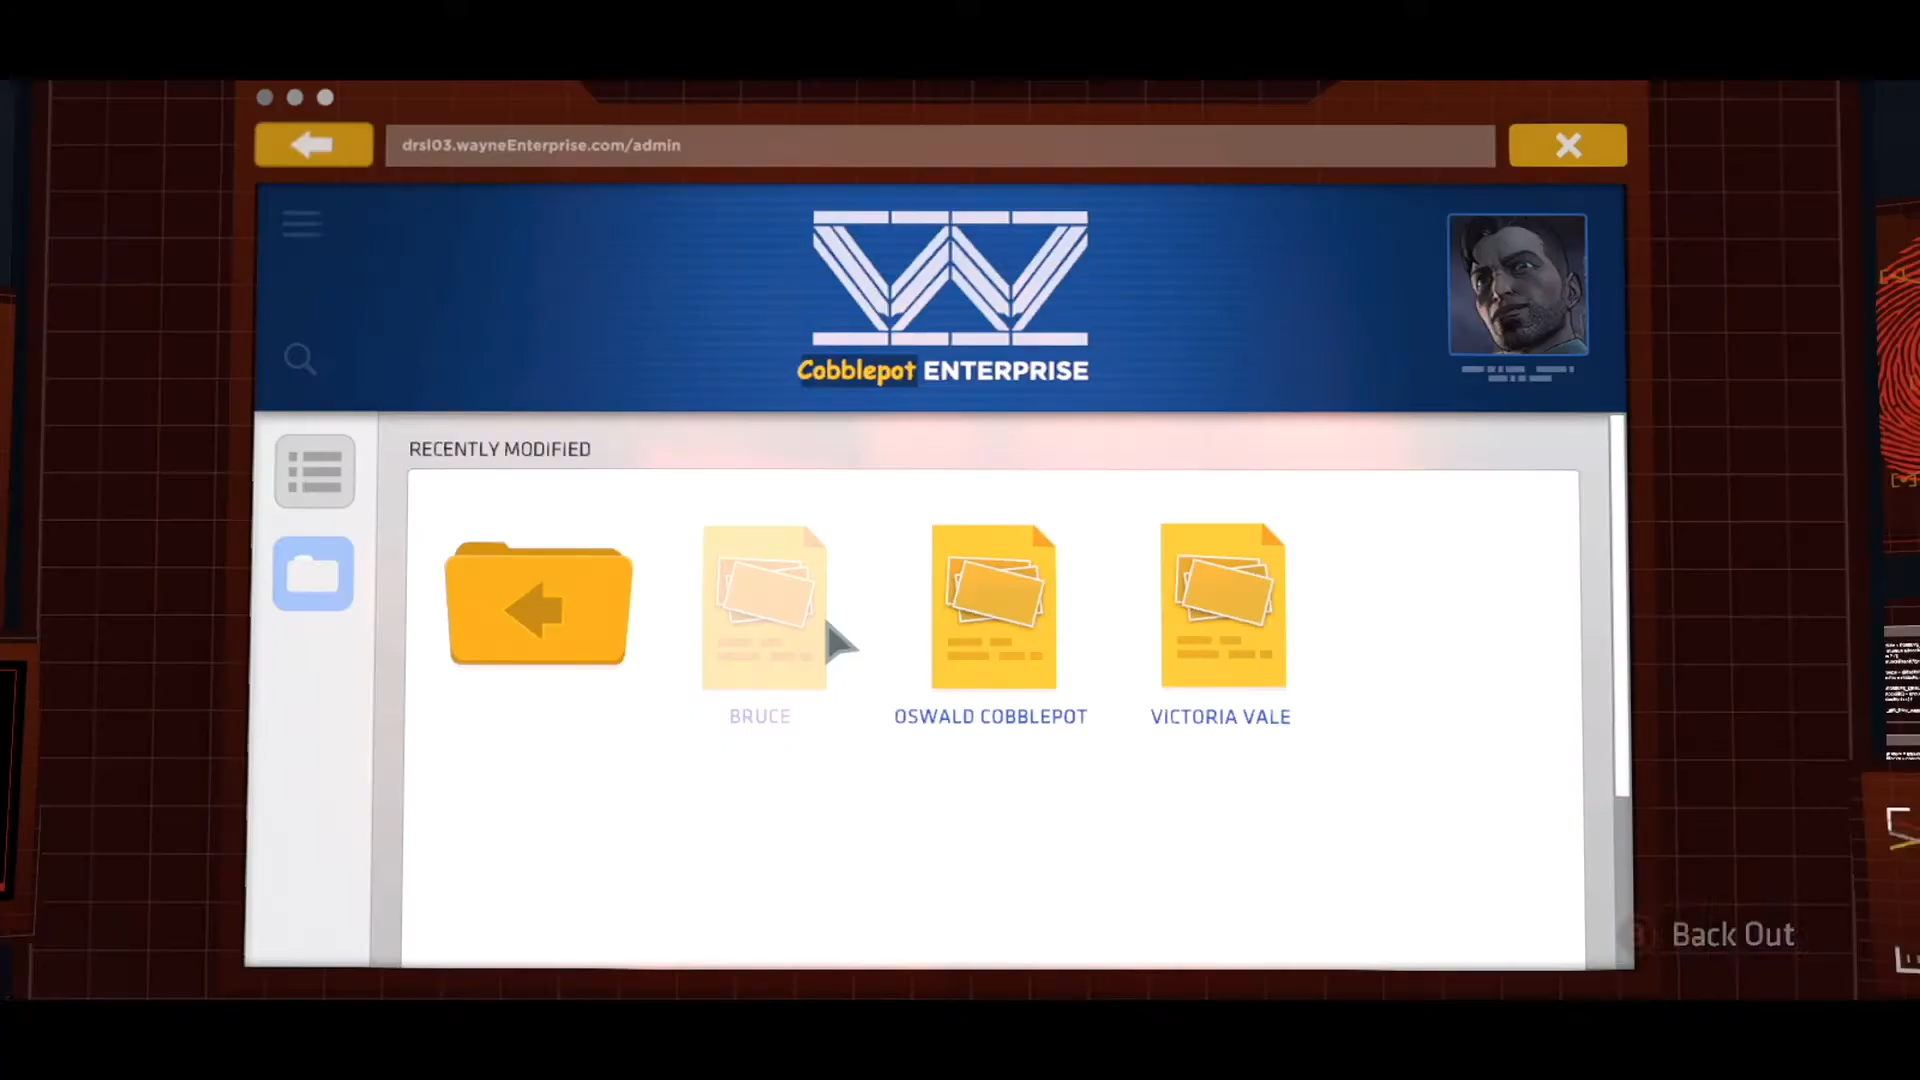 drsl03.wayneEnterprise.com/admin
Cobblepot ENTERPRISE
RECENTLY MODIFIED
BRUCE
OSWALD COBBLEPOT
VICTORIA VALE
Back Out